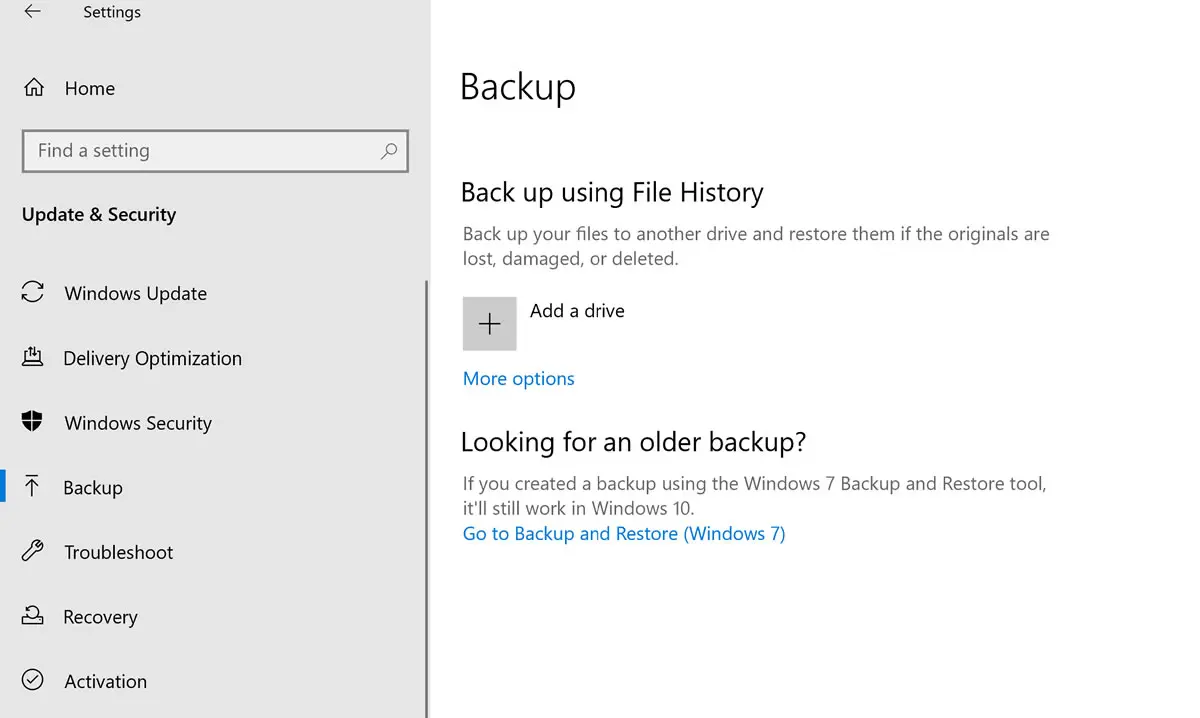 Settings
Home
Find a setting
Update & Security
Windows Update
Delivery Optimization
Windows Security
Backup
Troubleshoot
Recovery
Activation
Backup
Back up using File History
Back up your files to another drive and restore them if the originals are
lost, damaged, or deleted.
Add a drive
More options
Looking for an older backup?
If you created a backup using the Windows 7 Backup and Restore tool,
it'll still work in Windows 10.
Go to Backup and Restore (Windows 7)